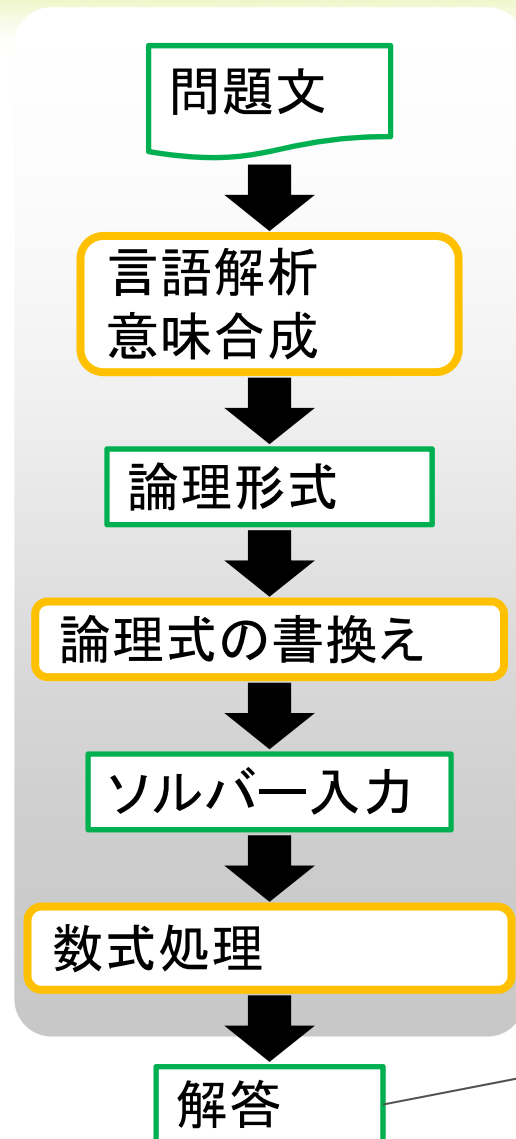 問題文
言語解析
意味合成
論理形式
論理式の書換え
ソルバー入力
数式処理
解答